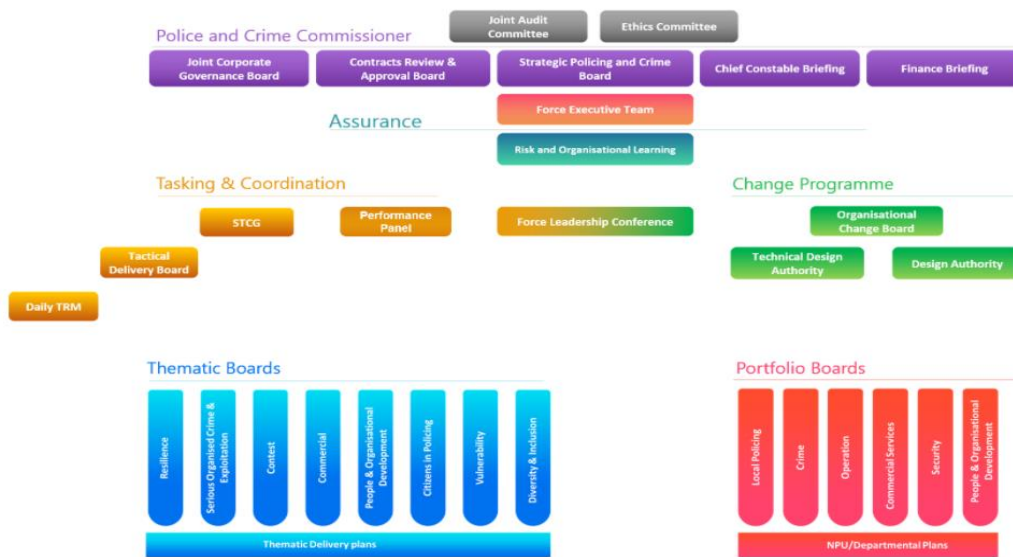 Joint Audit
Committee
Ethics Committee
Police and Crime Commissioner
Joint Corporate
Governance Board
Contracts Review &
Approval Board
Strategic Policing and Crime
Board
Chief Constable Briefing
Finance Briefing
Force Executive Team
Assurance
Risk and Organisational Learning
Tasking & Coordination
Change Programme
STCG
Performance
Panel
Force Leadership Conference
Organisational
Change Board
Tactical
Delivery Board
Technical Design
Authority
Design Authority
Daily TRM
Thematic Boards
Portfolio Boards
Resilience
Serious Organised Crime &
Exploitation
Contest
Commercial
People & Organisational
Development
Citizens in Policing
Vulnerability
Diversity & Inclusion
Local Policing
Crime
Operation
Commercial Services
Security
People & Organisational
Development
Thematic Delivery plans
NPU/Departmental Plans